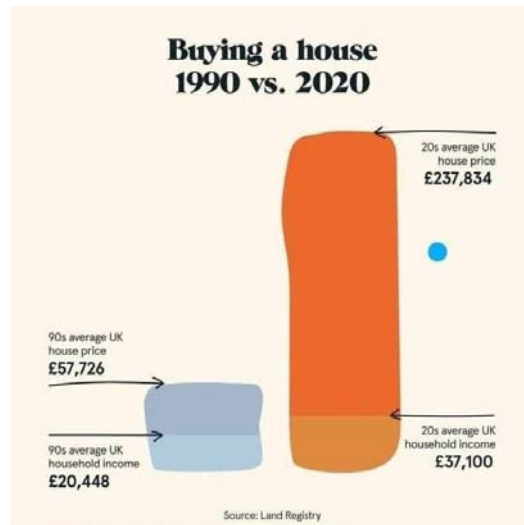 Buying a house
1990 vs. 2020
20s average UK
house price
£237,834
90s average UK
house price
£57,726
20s average UK
household income
£37,100
90s average UK
household income
£20,448
Source: Land Registry